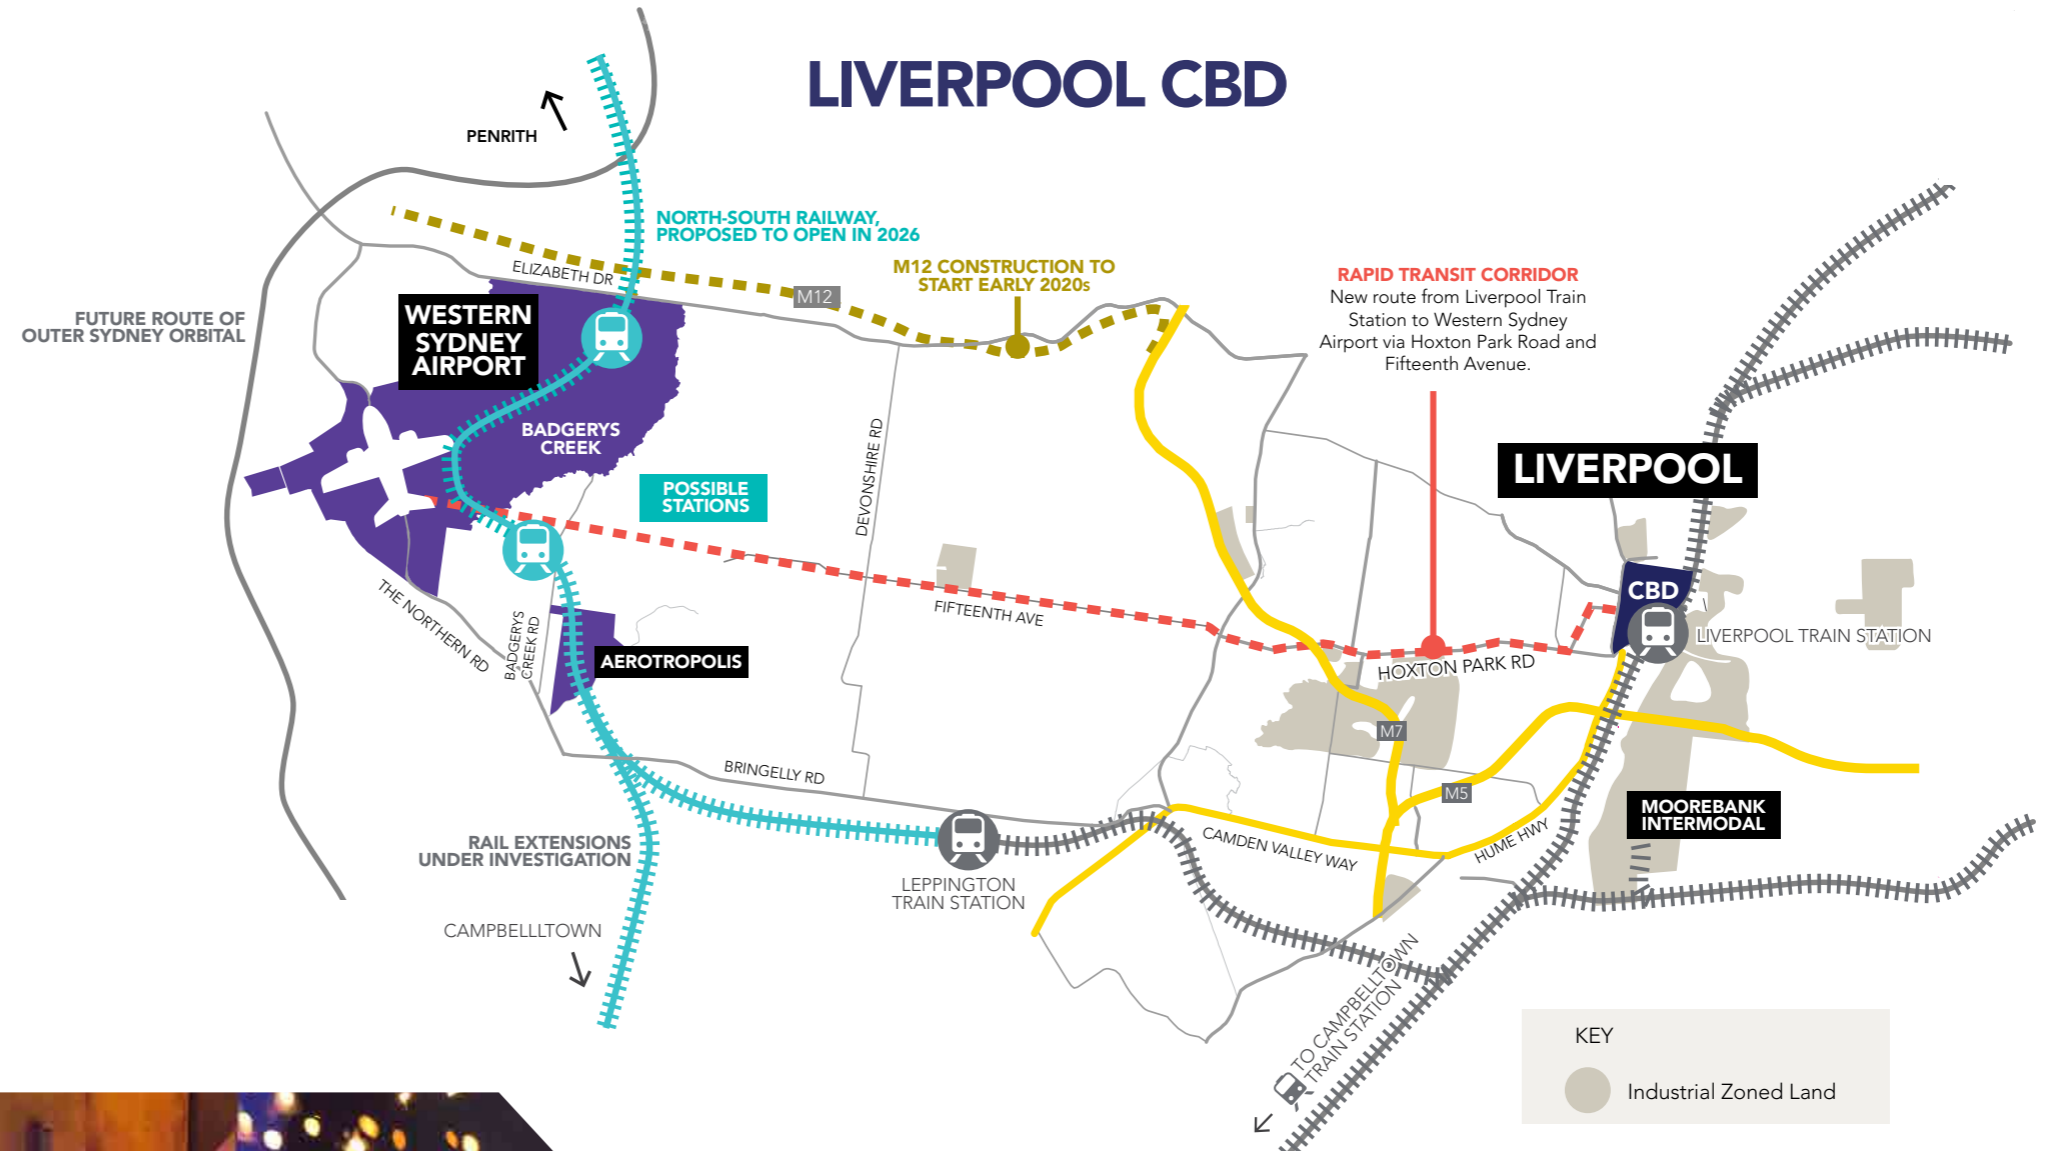 LIVERPOOL CBD
PENRITH
NORTH-SOUTH RAILWAY,
PROPOSED TO OPEN IN 2026
ELIZABETH DR
M12
M12 CONSTRUCTION TO
START EARLY 2020s
RAPID TRANSIT CORRIDOR
New route from Liverpool Train
Station to Western Sydney
Airport via Hoxton Park Road and
Fifteenth Avenue.
FUTURE ROUTE OF
OUTER SYDNEY ORBITAL
WESTERN
SYDNEY
AIRPORT
BADGERYS
CREEK
POSSIBLE
STATIONS
DEVONSHIRE RD
LIVERPOOL
CBD
LIVERPOOL TRAIN STATION
THE NORTHERN RD
BADGERYS
CREEK RD
FIFTEENTH AVE
AEROTROPOLIS
HOXTON PARK RD
M7
BRINGELLY RD
M5
MOOREBANK
INTERMODAL
RAIL EXTENSIONS
UNDER INVESTIGATION
CAMDEN VALLEY WAY
HUME HWY
LEPPINGTON
TRAIN STATION
CAMPBELLLTOWN
TO CAMPBELLTOWN
TRAIN STATION
KEY
Industrial Zoned Land